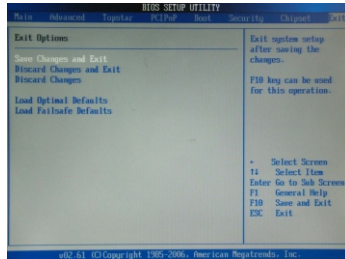 BIOS SETUP UTILITY
Main Advanced Topstar PCIPnP Boot Security Chipset Exit
Exit Options
Save Changes and Exit
Discard Changes and Exit
Discard Changes
Load Optimal Defaults
Load Failsafe Defaults
Exit system setup
after saving the
changes.
F10 key can be used
for this operation.
← Select Screen
↑↓ Select Item
Enter Go to Sub Screen
F1 General Help
F10 Save and Exit
ESC Exit
v02.61 (C)Copyright 1985-2006, American Megatrends, Inc.